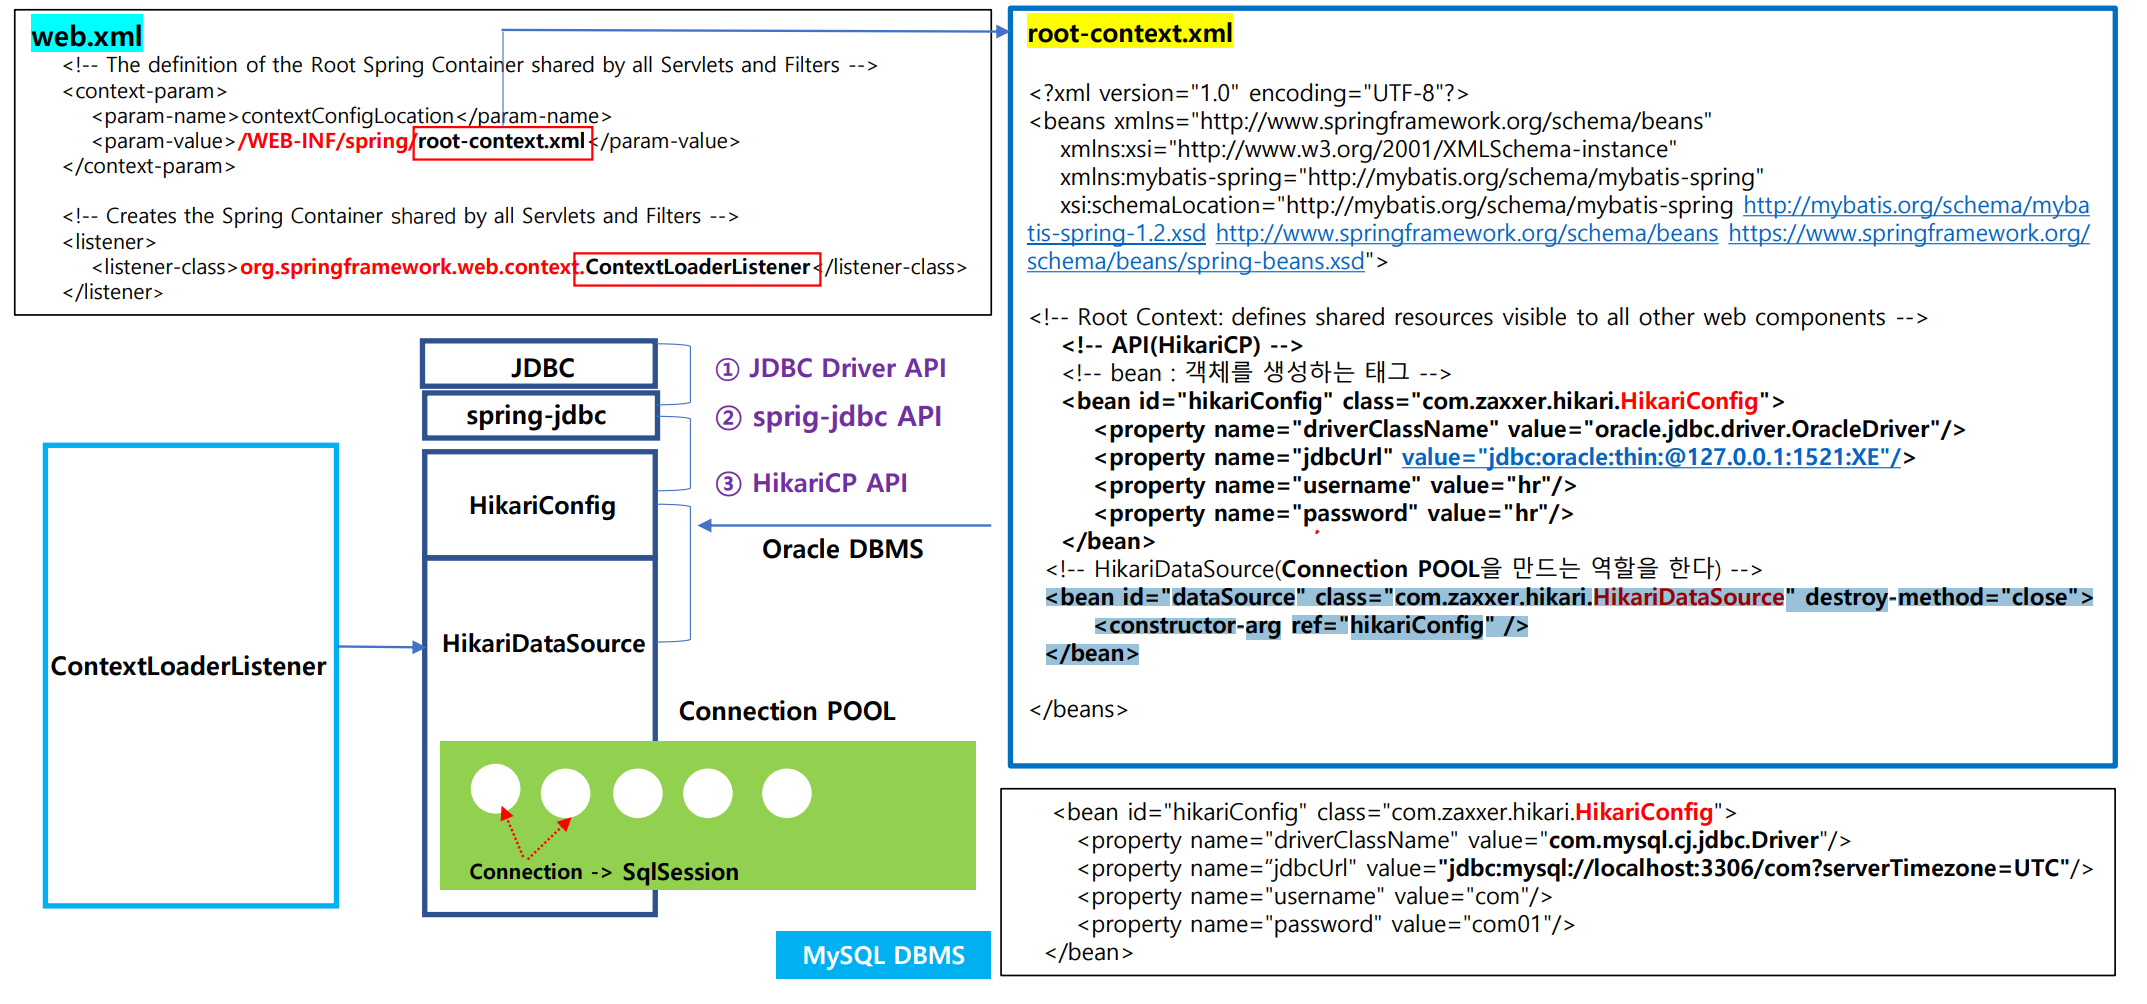 web.xml
<!-- The definition of the Root Spring Container shared by all Servlets and Filters -->
<context-param>
<param-name>contextConfigLocation</param-name>
<param-value>/WEB-INF/spring/root-context.xml</param-value>
</context-param>
<!-- Creates the Spring Container shared by all Servlets and Filters -->
<listener>
<listener-class>org.springframework.web.context.ContextLoaderListener</listener-class>
</listener>
JDBC
spring-jdbc
HikariConfig
HikariDataSource
① JDBC Driver API
② sprig-jdbc API
③ HikariCP API
Oracle DBMS
ContextLoaderListener
Connection POOL
Connection -> SqlSession
MySQL DBMS
root-context.xml
<?xml version="1.0" encoding="UTF-8"?>
<beans xmlns="http://www.springframework.org/schema/beans"
xmlns:xsi="http://www.w3.org/2001/XMLSchema-instance"
xmlns:mybatis-spring="http://mybatis.org/schema/mybatis-spring"
xsi:schemaLocation="http://mybatis.org/schema/mybatis-spring http://mybatis.org/schema/myba
tis-spring-1.2.xsd http://www.springframework.org/schema/beans https://www.springframework.org/
schema/beans/spring-beans.xsd">
<!-- Root Context: defines shared resources visible to all other web components -->
<!-- API(HikariCP) -->
<!-- bean : 객체를 생성하는 태그 -->
<bean id="hikariConfig" class="com.zaxxer.hikari.HikariConfig">
<property name="driverClassName" value="oracle.jdbc.driver.OracleDriver"/>
<property name="jdbcUrl" value="jdbc:oracle:thin:@127.0.0.1:1521:XE"/>
<property name="username" value="hr"/>
<property name="password" value="hr"/>
</bean>
<!-- HikariDataSource(Connection POOL을 만드는 역할을 한다) -->
<bean id="dataSource" class="com.zaxxer.hikari.HikariDataSource" destroy-method="close">
<constructor-arg ref="hikariConfig" />
</bean>
</beans>
<bean id="hikariConfig" class="com.zaxxer.hikari.HikariConfig">
<property name="driverClassName" value="com.mysql.cj.jdbc.Driver"/>
<property name="jdbcUrl" value="jdbc:mysql://localhost:3306/com?serverTimezone=UTC"/>
<property name="username" value="com"/>
<property name="password" value="com01"/>
</bean>